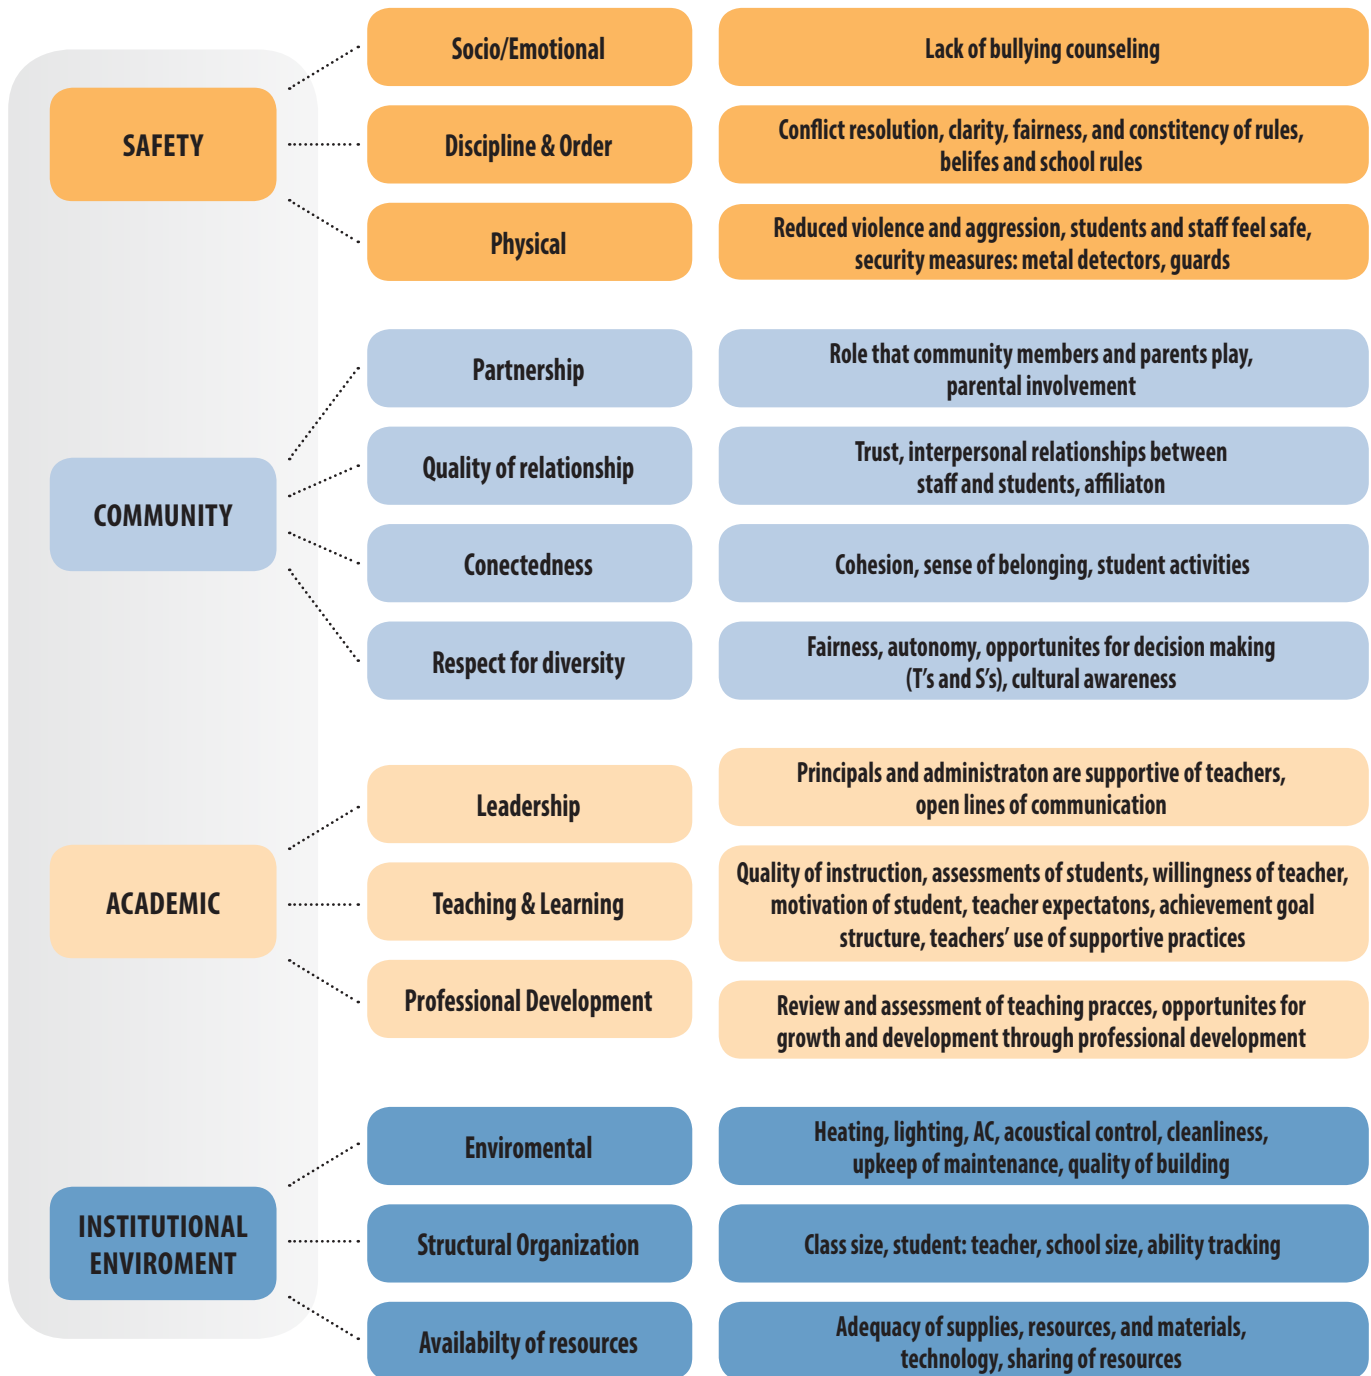 SAFETY
Socio/Emotional
Lack of bullying counseling
Discipline & Order
Conflict resolution, clarity, fairness, and constitency of rules,
belifes and school rules
Physical
Reduced violence and aggression, students and staff feel safe,
security measures: metal detectors, guards
COMMUNITY
Partnership
Role that community members and parents play,
parental involvement
Quality of relationship
Trust, interpersonal relationships between
staff and students, affiliaton
Conectedness
Cohesion, sense of belonging, student activities
Respect for diversity
Fairness, autonomy, opportunites for decision making
(T's and S's), cultural awareness
ACADEMIC
Leadership
Principals and administraton are supportive of teachers,
open lines of communication
Teaching & Learning
Quality of instruction, assessments of students, willingness of teacher,
motivation of student, teacher expectatons, achievement goal
structure, teachers' use of supportive practices
Professional Development
Review and assessment of teaching pracces, opportunites for
growth and development through professional development
INSTITUTIONAL
ENVIROMENT
Enviromental
Heating, lighting, AC, acoustical control, cleanliness,
upkeep of maintenance, quality of building
Structural Organization
Class size, student: teacher, school size, ability tracking
Availabilty of resources
Adequacy of supplies, resources, and materials,
technology, sharing of resources